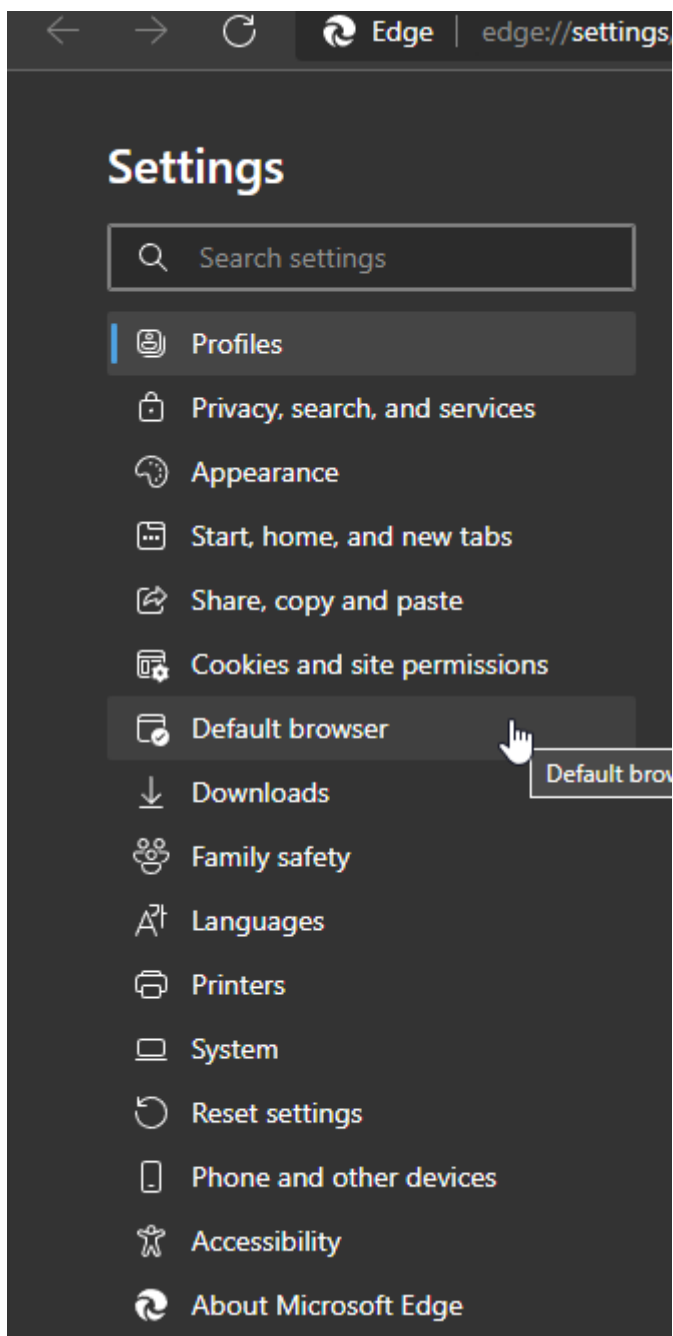 Edge | edge://settings/
Settings
Search settings
Profiles
Privacy, search, and services
Appearance
Start, home, and new tabs
Share, copy and paste
Cookies and site permissions
Default browser
Default brow
Downloads
Family safety
Languages
Printers
System
Reset settings
Phone and other devices
Accessibility
About Microsoft Edge